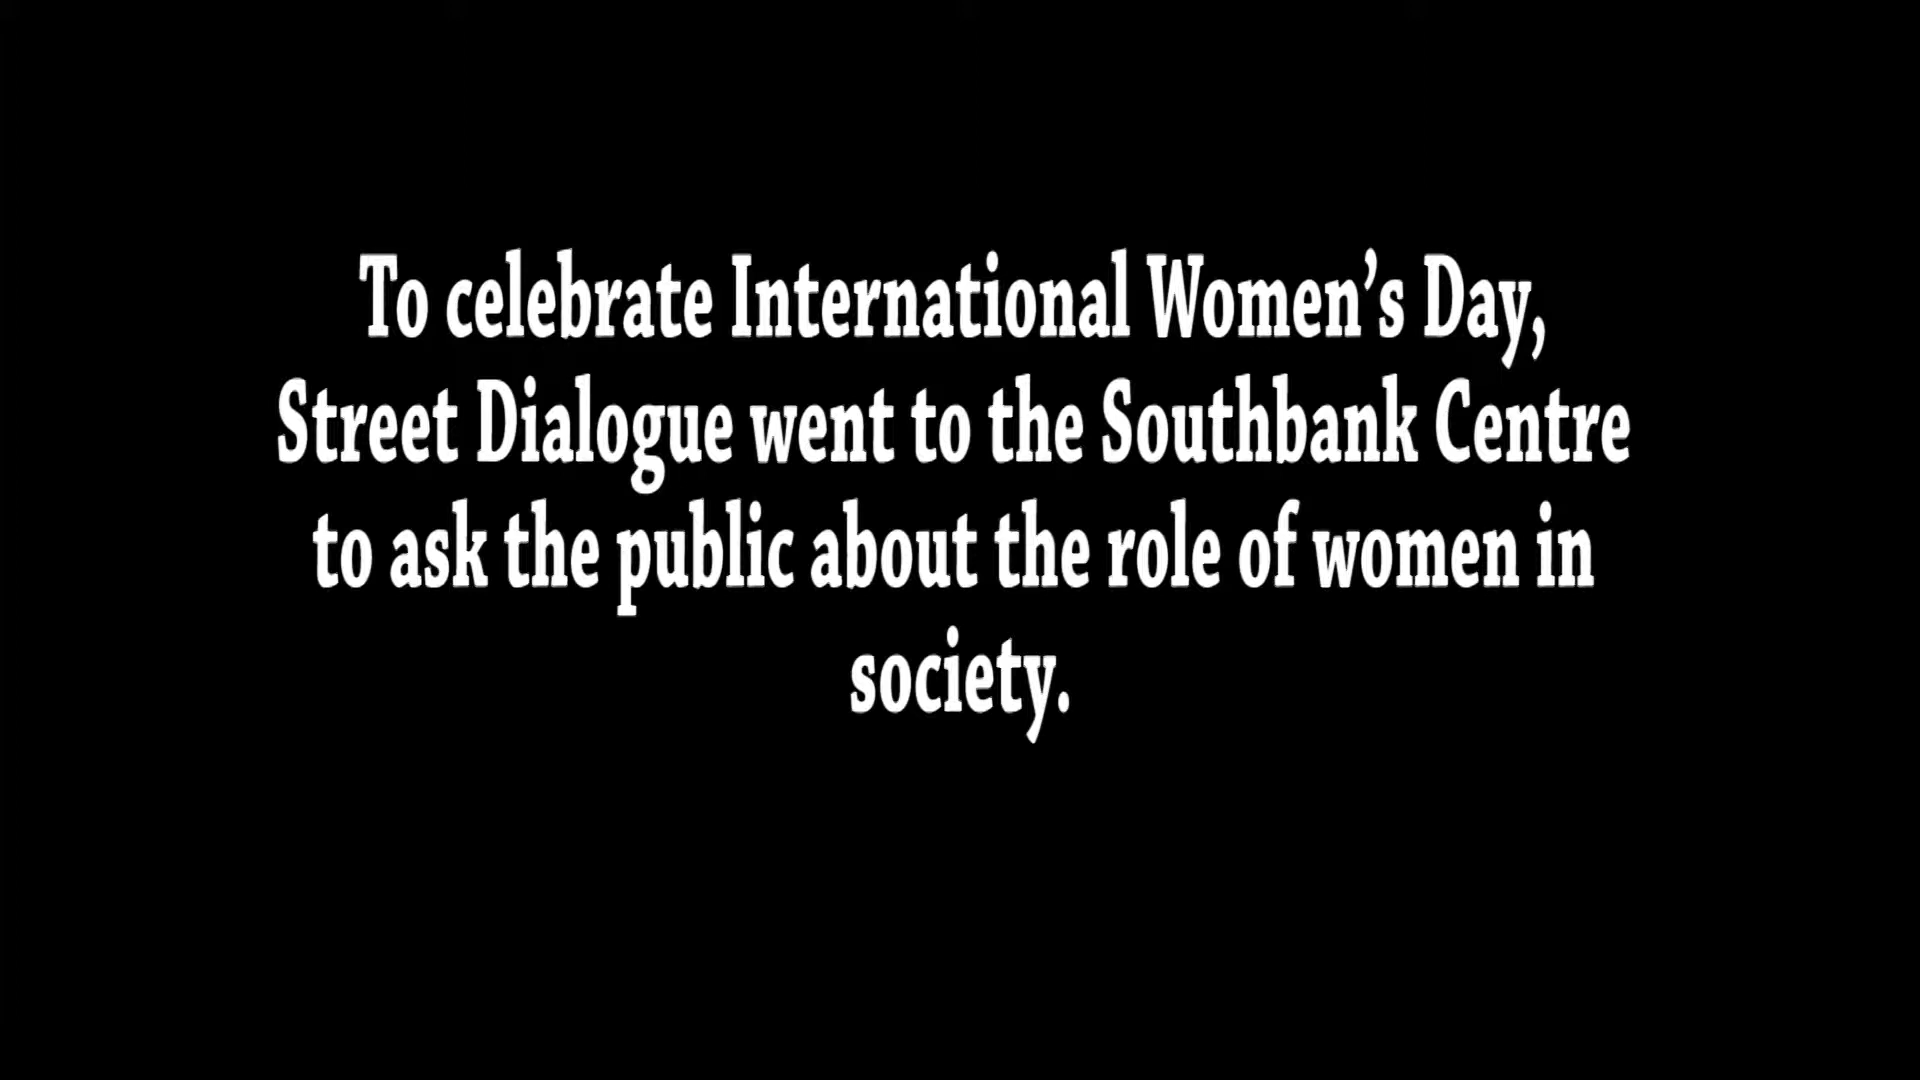 To celebrate International Women’s Day,
Street Dialogue went to the Southbank Centre
to ask the public about the role of women in
society.